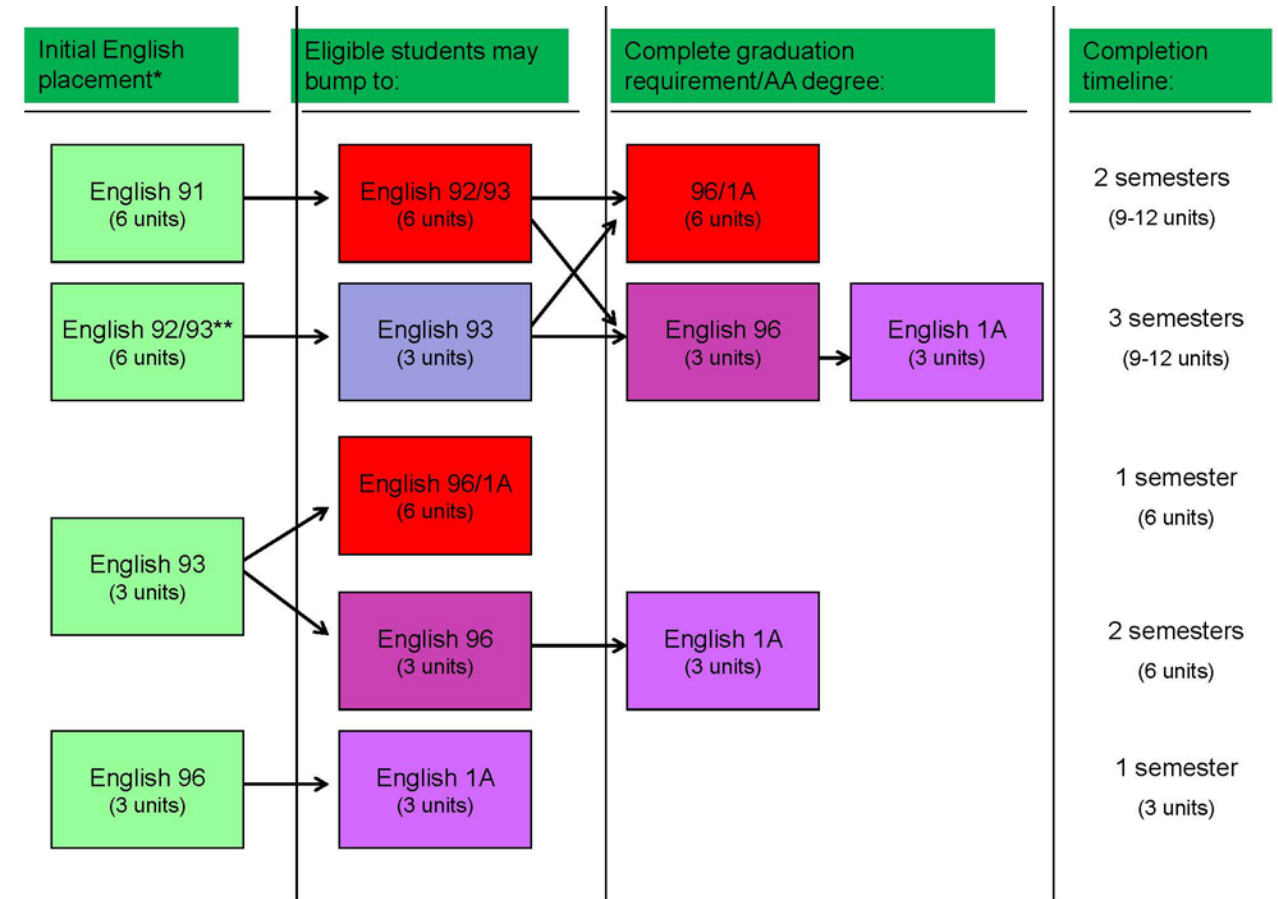 Initial English
placement*
Eligible students may
bump to:
Complete graduation
requirement/AA degree:
Completion
timeline:
English 91
(6 units)
English 92/93
(6 units)
96/1A
(6 units)
2 semesters
(9-12 units)
English 92/93**
(6 units)
English 93
(3 units)
English 96
(3 units)
English 1A
(3 units)
3 semesters
(9-12 units)
English 96/1A
(6 units)
1 semester
(6 units)
English 93
(3 units)
English 96
(3 units)
English 1A
(3 units)
2 semesters
(6 units)
English 96
(3 units)
English 1A
(3 units)
1 semester
(3 units)